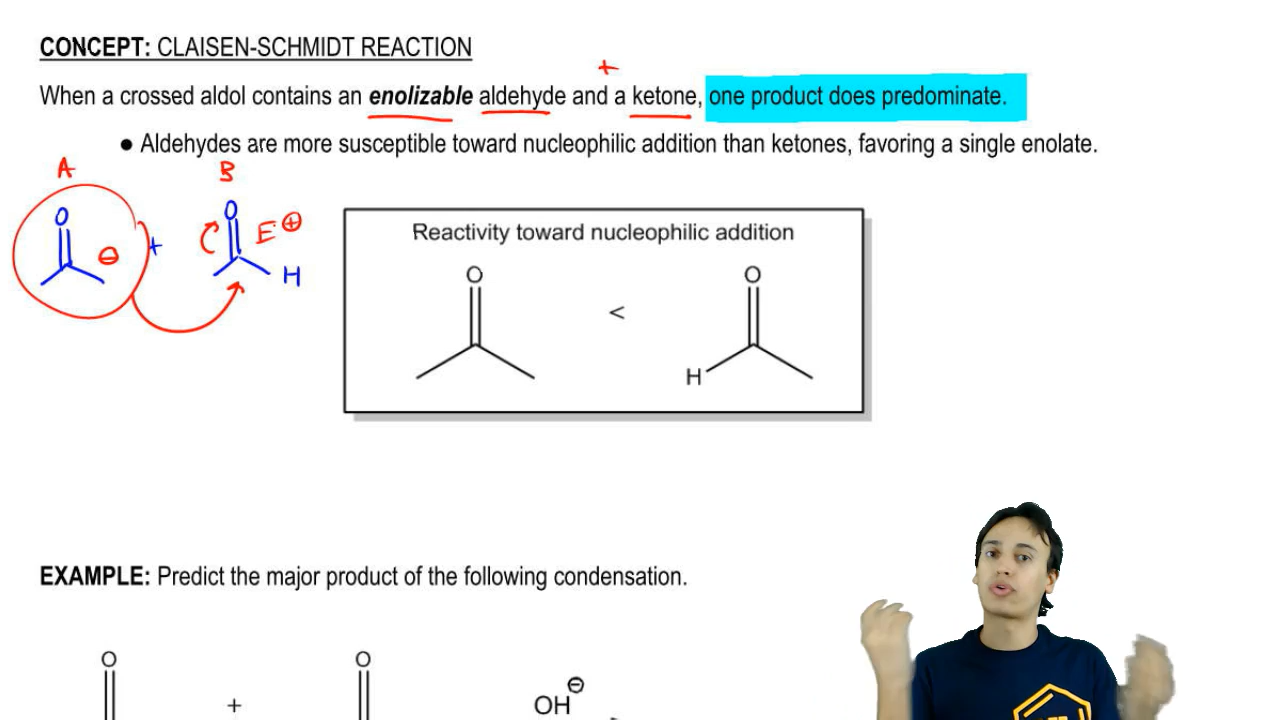 CONCEPT: CLAISEN-SCHMIDT REACTION
+
When a crossed aldol contains an enolizable aldehyde and a ketone, one product does predominate.
● Aldehydes are more susceptible toward nucleophilic addition than ketones, favoring a single enolate.
A B
O O
⊖ + E ⊕
H
Reactivity toward nucleophilic addition
O < O
H
EXAMPLE: Predict the major product of the following condensation.
O + O OH⊖